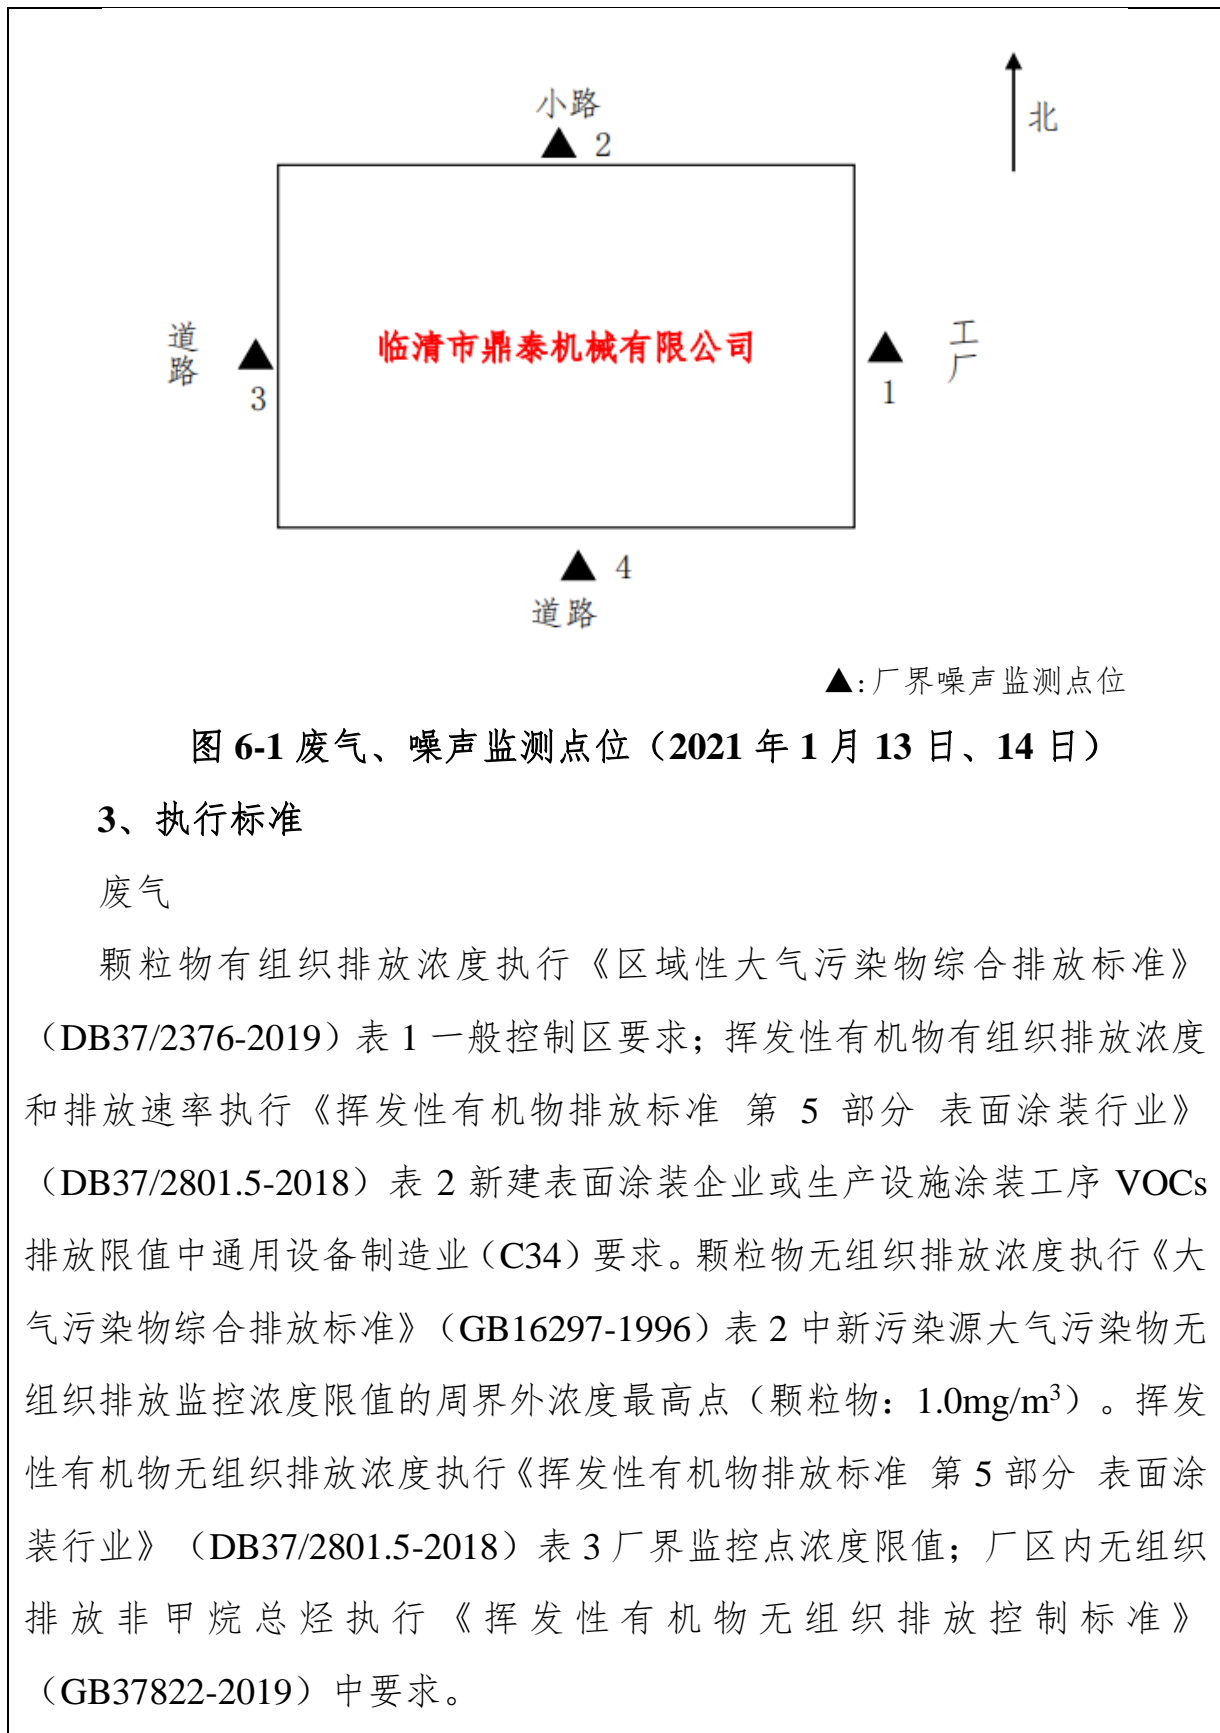 小路
▲ 2
北
道路
▲
3
临清市鼎泰机械有限公司
▲
1
工厂
▲ 4
道路
▲:厂界噪声监测点位
图 6-1 废气、噪声监测点位（2021 年 1 月 13 日、14 日）
3、执行标准
废气
颗粒物有组织排放浓度执行《区域性大气污染物综合排放标准》
（DB37/2376-2019）表 1 一般控制区要求；挥发性有机物有组织排放浓度
和排放速率执行《挥发性有机物排放标准 第 5 部分 表面涂装行业》
（DB37/2801.5-2018）表 2 新建表面涂装企业或生产设施涂装工序 VOCs
排放限值中通用设备制造业（C34）要求。颗粒物无组织排放浓度执行《大
气污染物综合排放标准》（GB16297-1996）表 2 中新污染源大气污染物无
组织排放监控浓度限值的周界外浓度最高点（颗粒物：1.0mg/m³）。挥发
性有机物无组织排放浓度执行《挥发性有机物排放标准 第 5 部分 表面涂
装行业》（DB37/2801.5-2018）表 3 厂界监控点浓度限值；厂区内无组织
排放非甲烷总烃执行《挥发性有机物无组织排放控制标准》
（GB37822-2019）中要求。